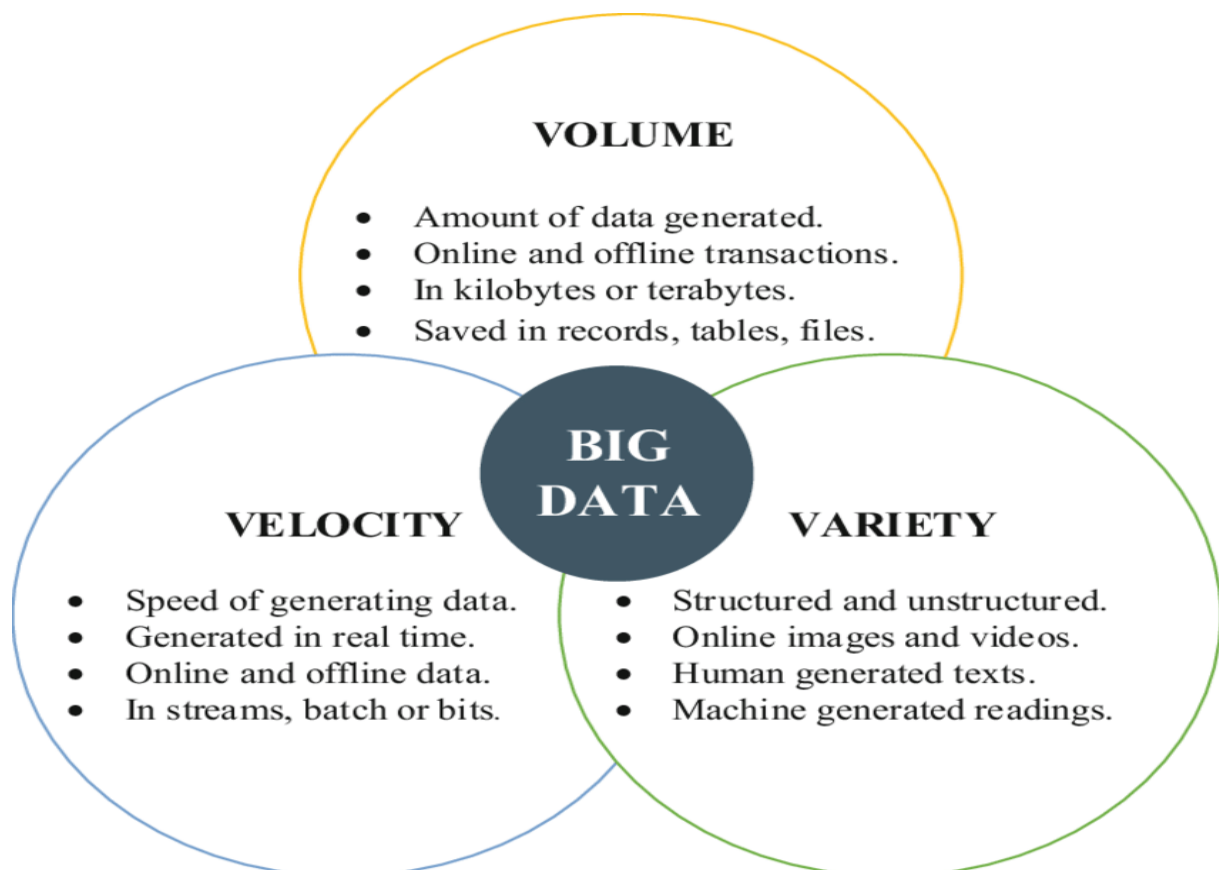 VOLUME
• Amount of data generated.
• Online and offline transactions.
• In kilobytes or terabytes.
• Saved in records, tables, files.
BIG
DATA
VELOCITY
• Speed of generating data.
• Generated in real time.
• Online and offline data.
• In streams, batch or bits.
VARIETY
• Structured and unstructured.
• Online images and videos.
• Human generated texts.
• Machine generated readings.